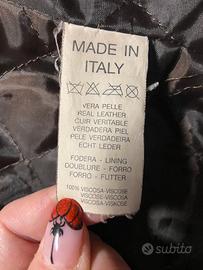 MADE IN
ITALY
VERA PELLE
REAL LEATHER
CUIR VERITABLE
VERDADERA PIEL
PELE VERDADEIRA
ECHT LEDER
FODERA - LINING
DOUBLURE - FORRO
FORRO - FUTTER
100% VISCOSA-VISCOSE
VISCOSE-VISCOSA
VISCOSA-VISKOSE
subito